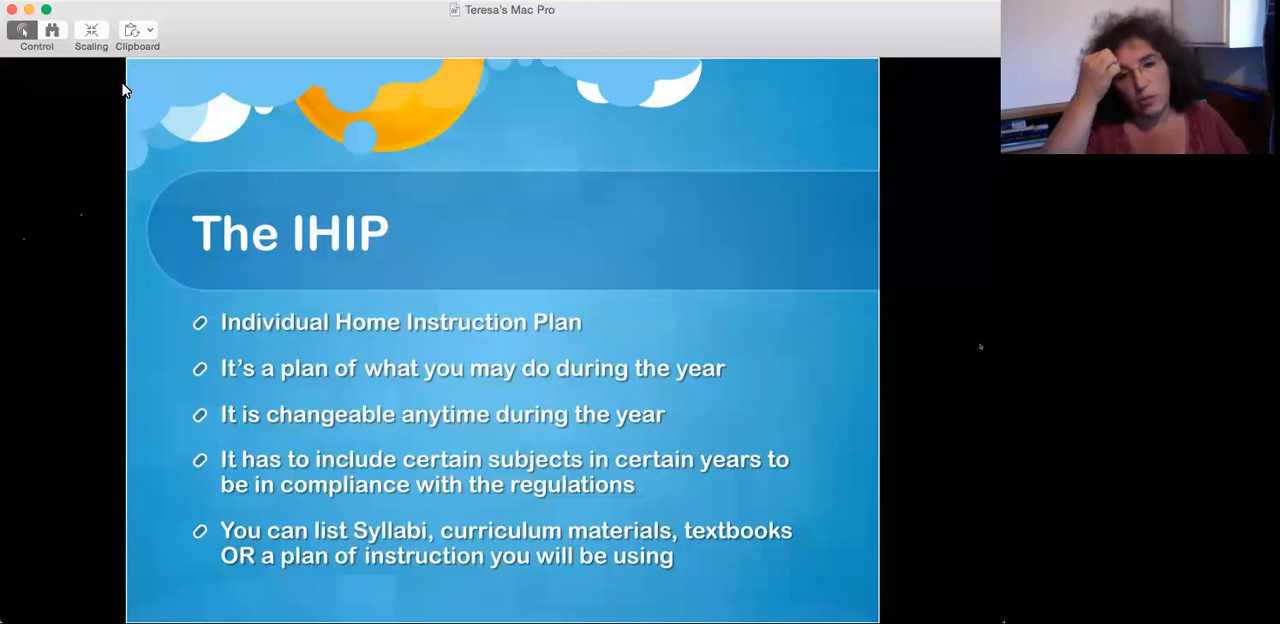 Teresa's Mac Pro
Control
Scaling
Clipboard
The IHIP
Individual Home Instruction Plan
It's a plan of what you may do during the year
It is changeable anytime during the year
It has to include certain subjects in certain years to
be in compliance with the regulations
You can list Syllabi, curriculum materials, textbooks
OR a plan of instruction you will be using